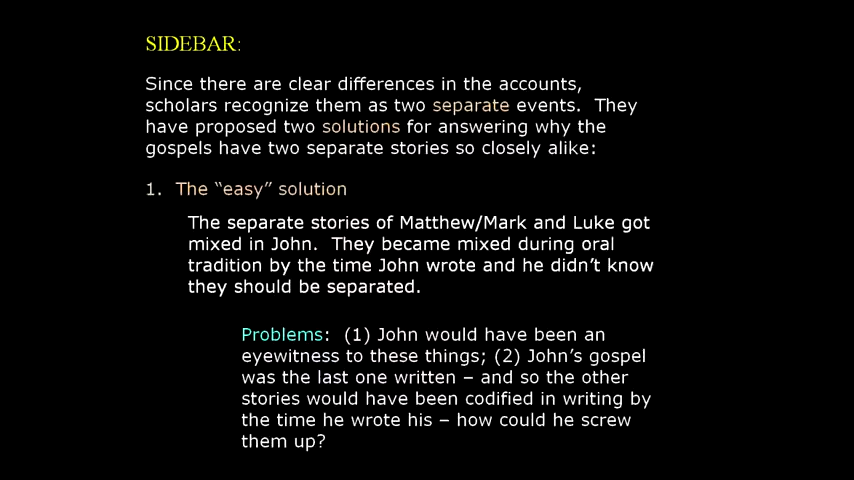 SIDEBAR:
Since there are clear differences in the accounts,
scholars recognize them as two separate events.  They
have proposed two solutions for answering why the
gospels have two separate stories so closely alike:
1.  The “easy” solution
The separate stories of Matthew/Mark and Luke got
mixed in John.  They became mixed during oral
tradition by the time John wrote and he didn’t know
they should be separated.
Problems:  (1) John would have been an
eyewitness to these things; (2) John’s gospel
was the last one written – and so the other
stories would have been codified in writing by
the time he wrote his – how could he screw
them up?